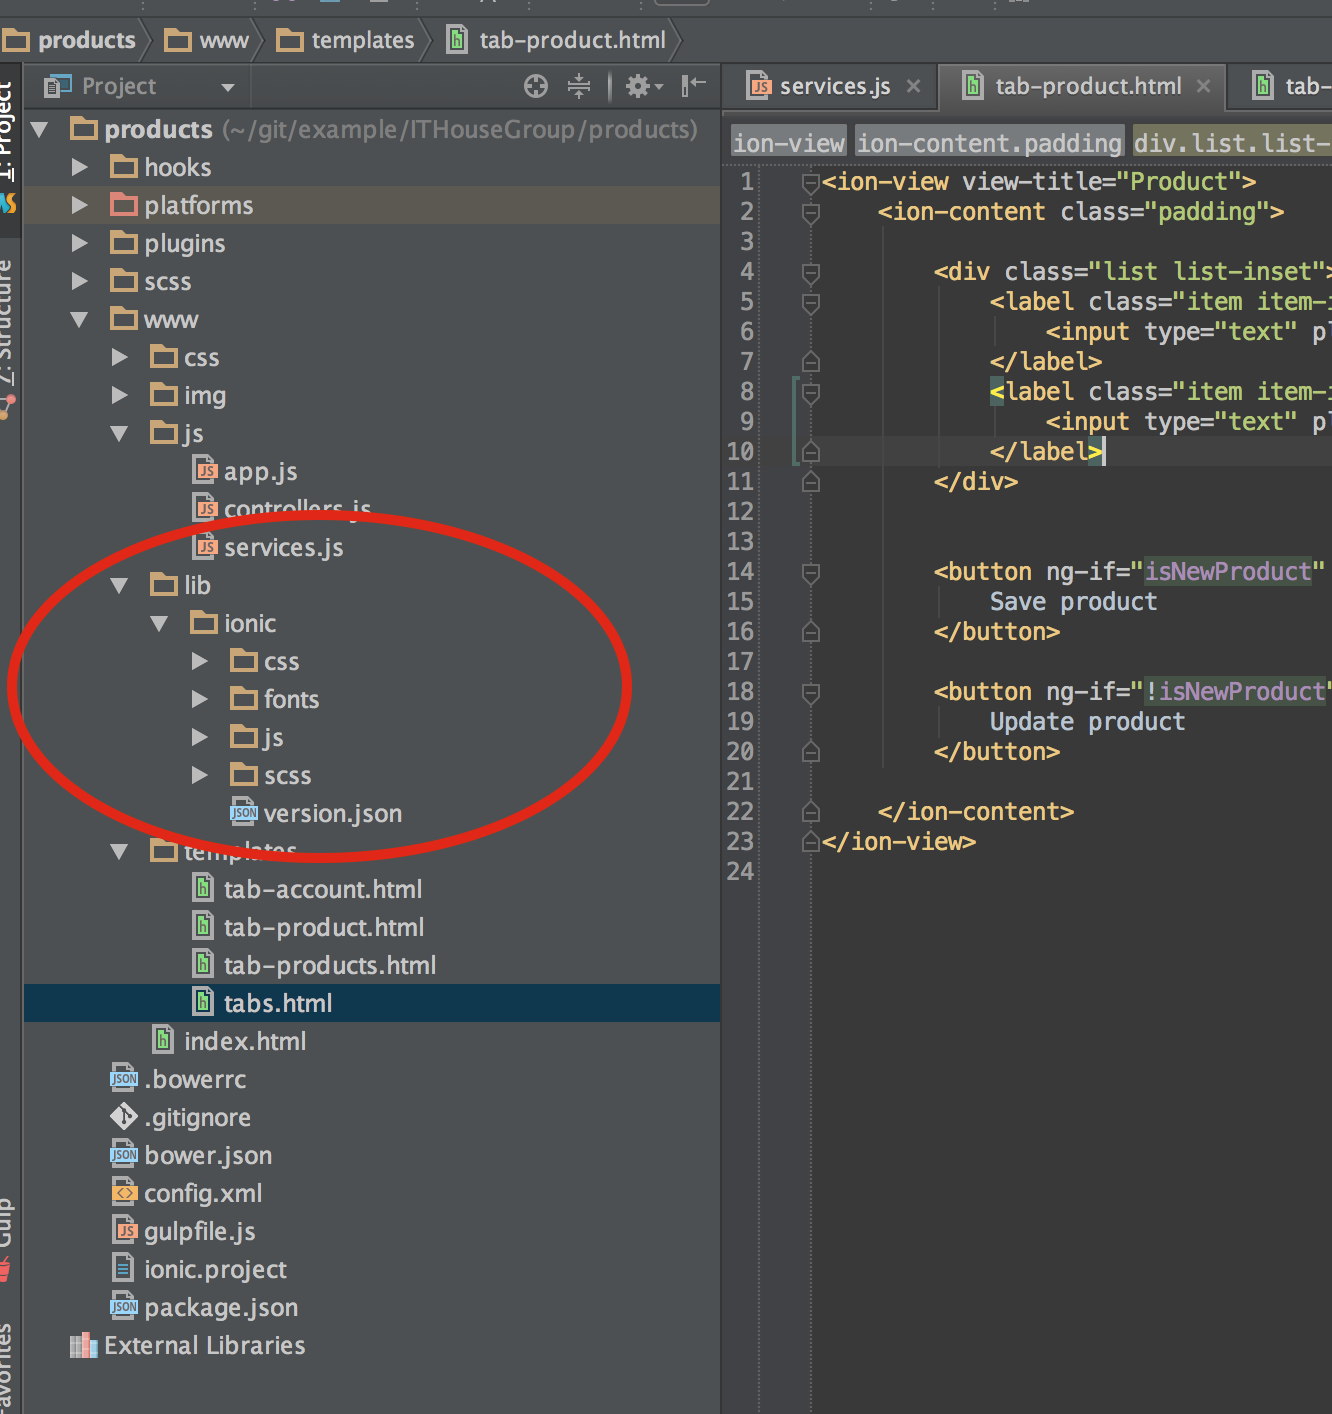 products www templates tab-product.html
Project
services.js tab-product.html tab-
1: Project
Z: Structure
Gulp
avorites
products (~/git/example/ITHouseGroup/products)
hooks
platforms
plugins
scss
www
css
img
js
app.js
controllers.js
services.js
lib
ionic
css
fonts
js
scss
version.json
templates
tab-account.html
tab-product.html
tab-products.html
tabs.html
index.html
.bowerrc
.gitignore
bower.json
config.xml
gulpfile.js
ionic.project
package.json
External Libraries
ion-view ion-content.padding div.list.list-
1 <ion-view view-title="Product">
2 <ion-content class="padding">
3
4 <div class="list list-inset">
5 <label class="item item-i
6 <input type="text" pl
7 </label>
8 <label class="item item-i
9 <input type="text" pl
10 </label>
11 </div>
12
13
14 <button ng-if="isNewProduct"
15 Save product
16 </button>
17
18 <button ng-if="!isNewProduct"
19 Update product
20 </button>
21
22 </ion-content>
23 </ion-view>
24